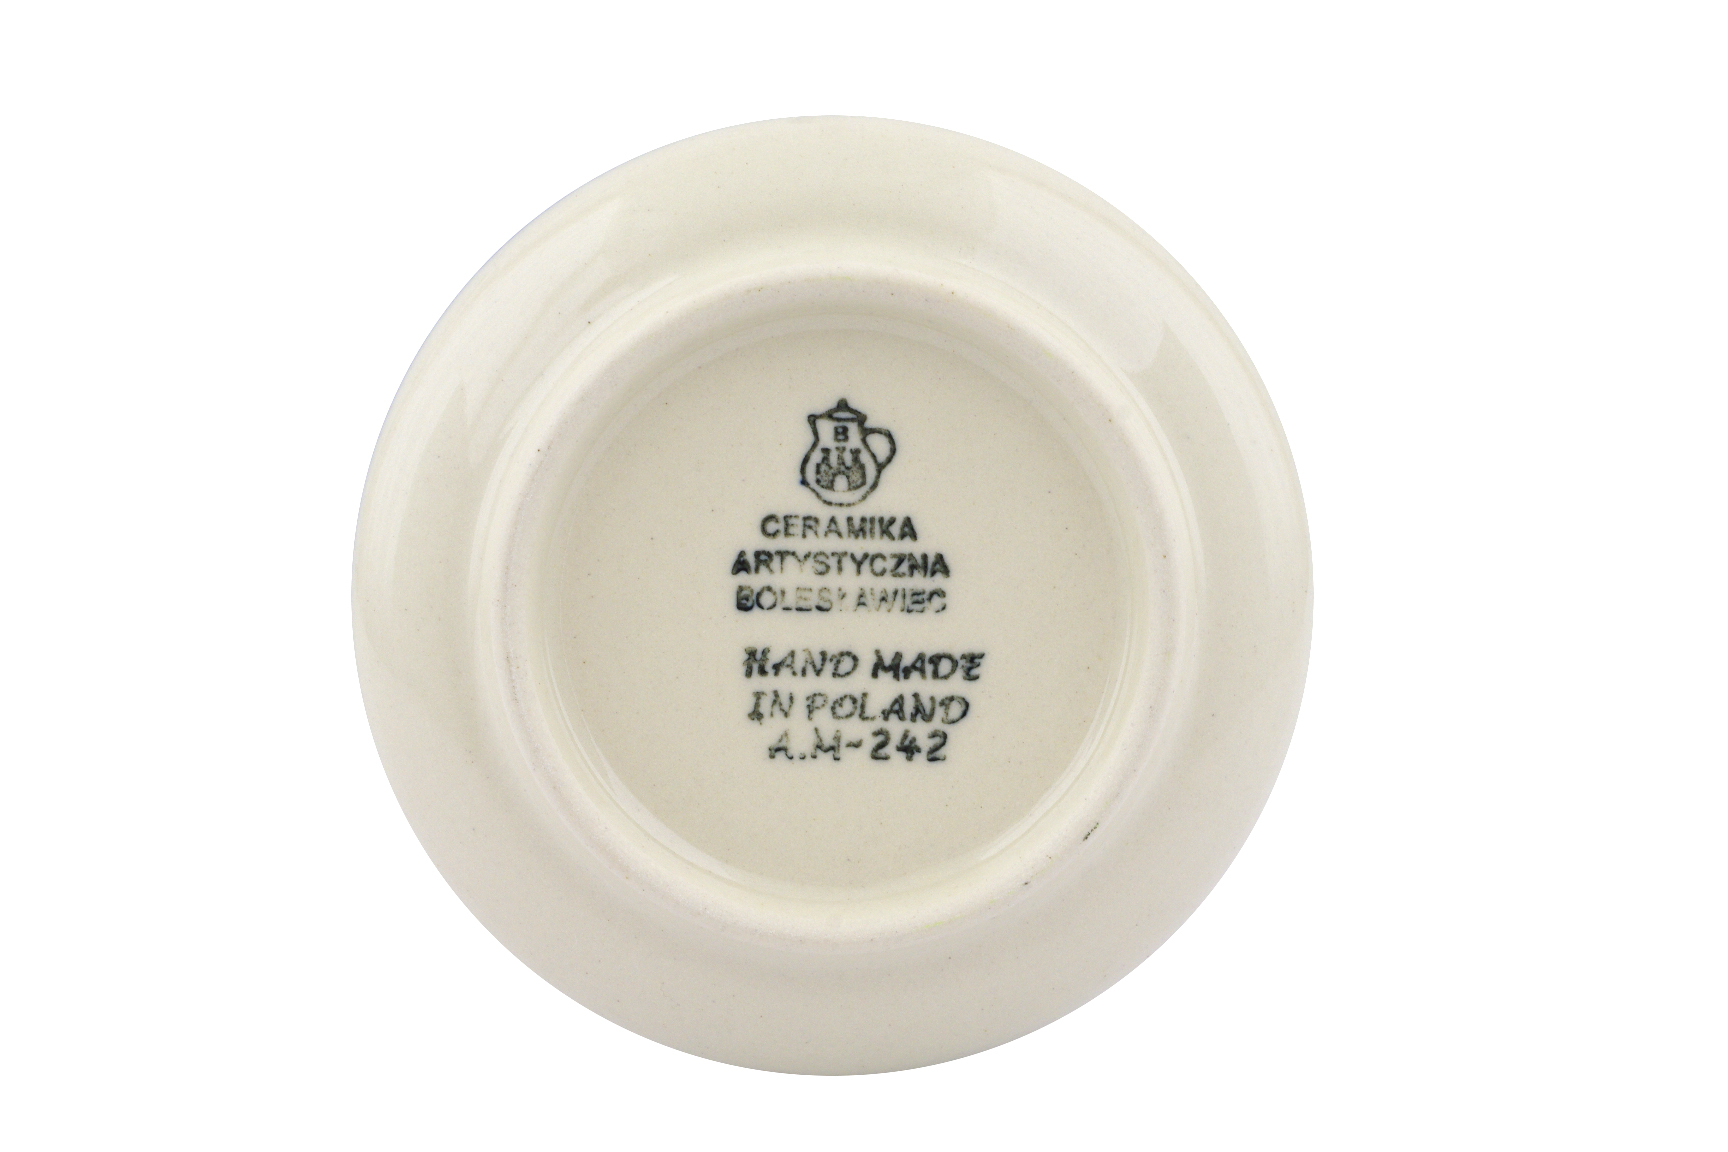 B
CERAMIKA
ARTYSTYCZNA
BOLESŁAWIEC
HAND MADE
IN POLAND
A.M-242